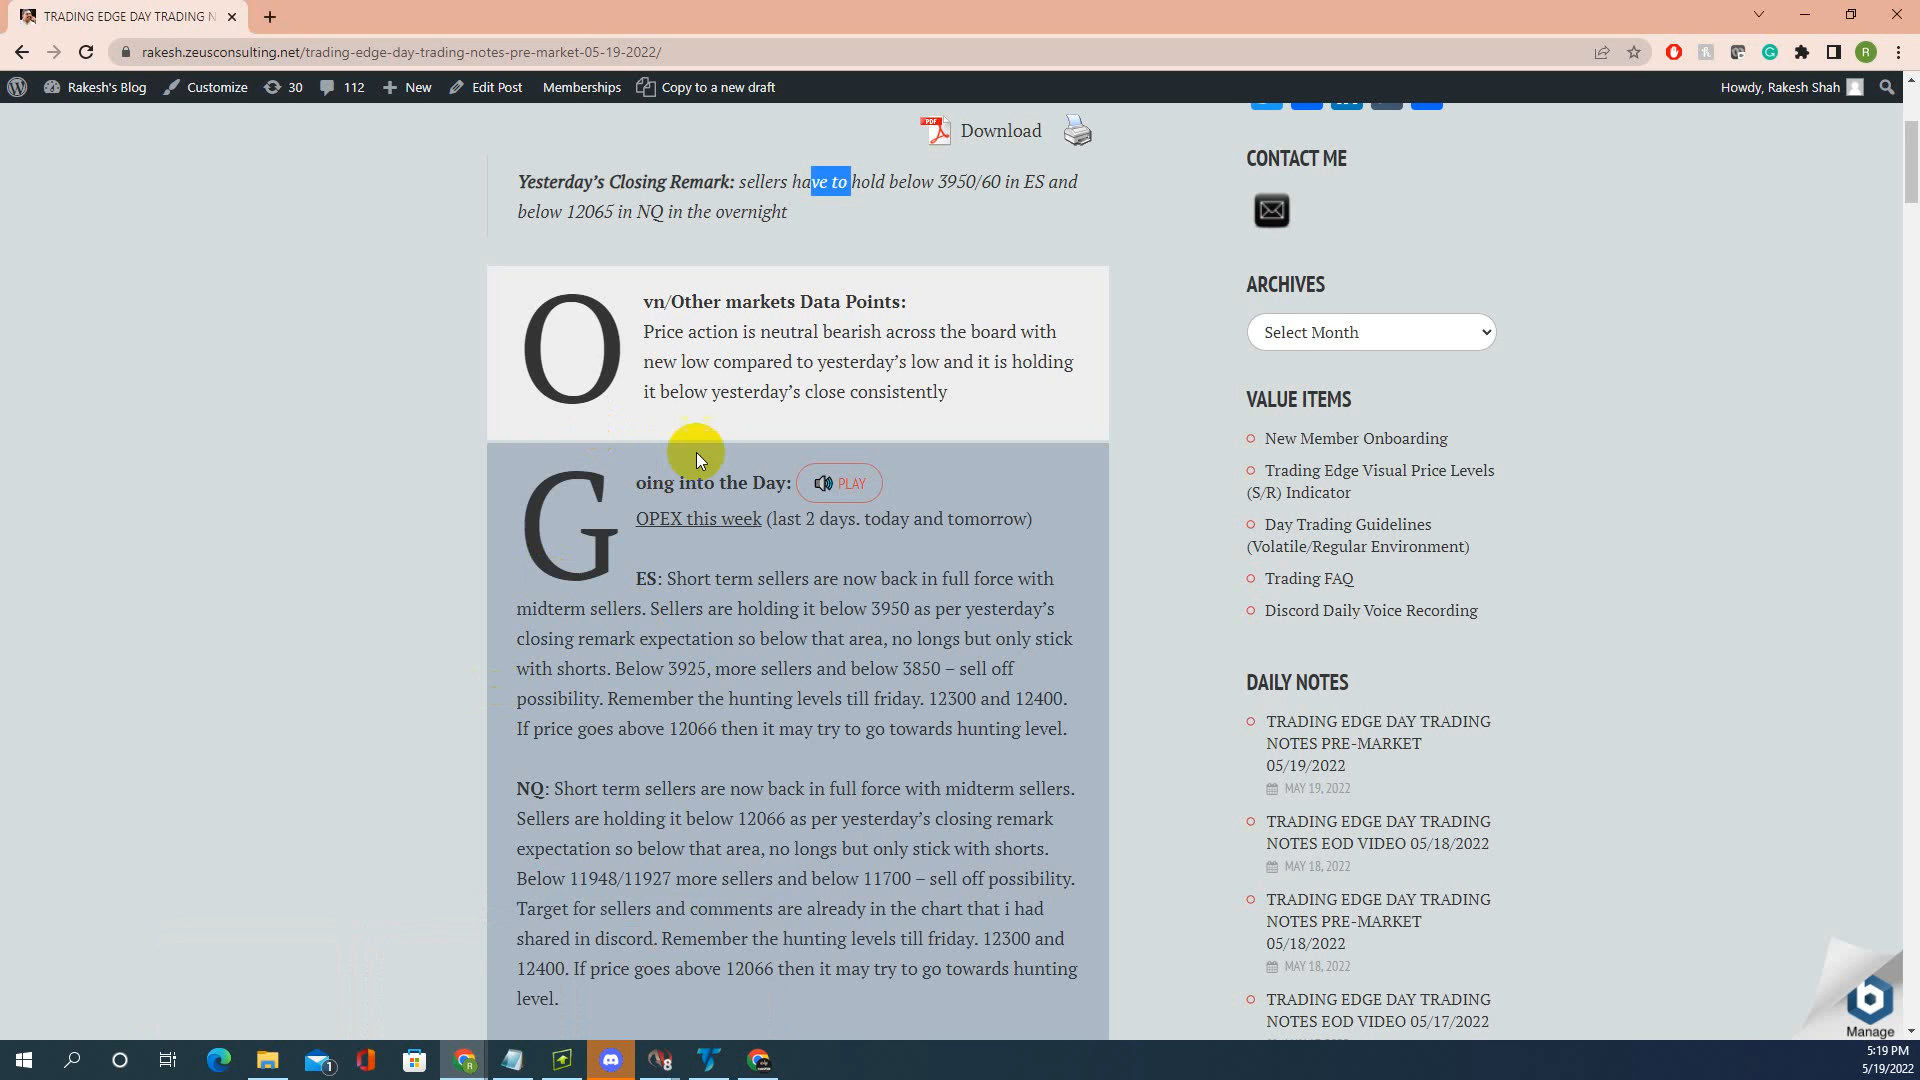 TRADING EDGE DAY TRADING N
rakesh.zeusconsulting.net/trading-edge-day-trading-notes-pre-market-05-19-2022/
R
Rakesh's Blog
Customize
30
112
New
Edit Post
Memberships
Copy to a new draft
Howdy, Rakesh Shah
PDF
Download
Yesterday's Closing Remark: sellers have to hold below 3950/60 in ES and
below 12065 in NQ in the overnight
Ovn/Other markets Data Points:
Price action is neutral bearish across the board with
new low compared to yesterday's low and it is holding
it below yesterday's close consistently
Going into the Day: PLAY
OPEX this week (last 2 days. today and tomorrow)
ES: Short term sellers are now back in full force with
midterm sellers. Sellers are holding it below 3950 as per yesterday's
closing remark expectation so below that area, no longs but only stick
with shorts. Below 3925, more sellers and below 3850 – sell off
possibility. Remember the hunting levels till friday. 12300 and 12400.
If price goes above 12066 then it may try to go towards hunting level.
NQ: Short term sellers are now back in full force with midterm sellers.
Sellers are holding it below 12066 as per yesterday's closing remark
expectation so below that area, no longs but only stick with shorts.
Below 11948/11927 more sellers and below 11700 – sell off possibility.
Target for sellers and comments are already in the chart that i had
shared in discord. Remember the hunting levels till friday. 12300 and
12400. If price goes above 12066 then it may try to go towards hunting
level.
CONTACT ME
ARCHIVES
Select Month
VALUE ITEMS
New Member Onboarding
Trading Edge Visual Price Levels
(S/R) Indicator
Day Trading Guidelines
(Volatile/Regular Environment)
Trading FAQ
Discord Daily Voice Recording
DAILY NOTES
TRADING EDGE DAY TRADING
NOTES PRE-MARKET
05/19/2022
MAY 19, 2022
TRADING EDGE DAY TRADING
NOTES EOD VIDEO 05/18/2022
MAY 18, 2022
TRADING EDGE DAY TRADING
NOTES PRE-MARKET
05/18/2022
MAY 18, 2022
TRADING EDGE DAY TRADING
NOTES EOD VIDEO 05/17/2022
Manage
5:19 PM
5/19/2022